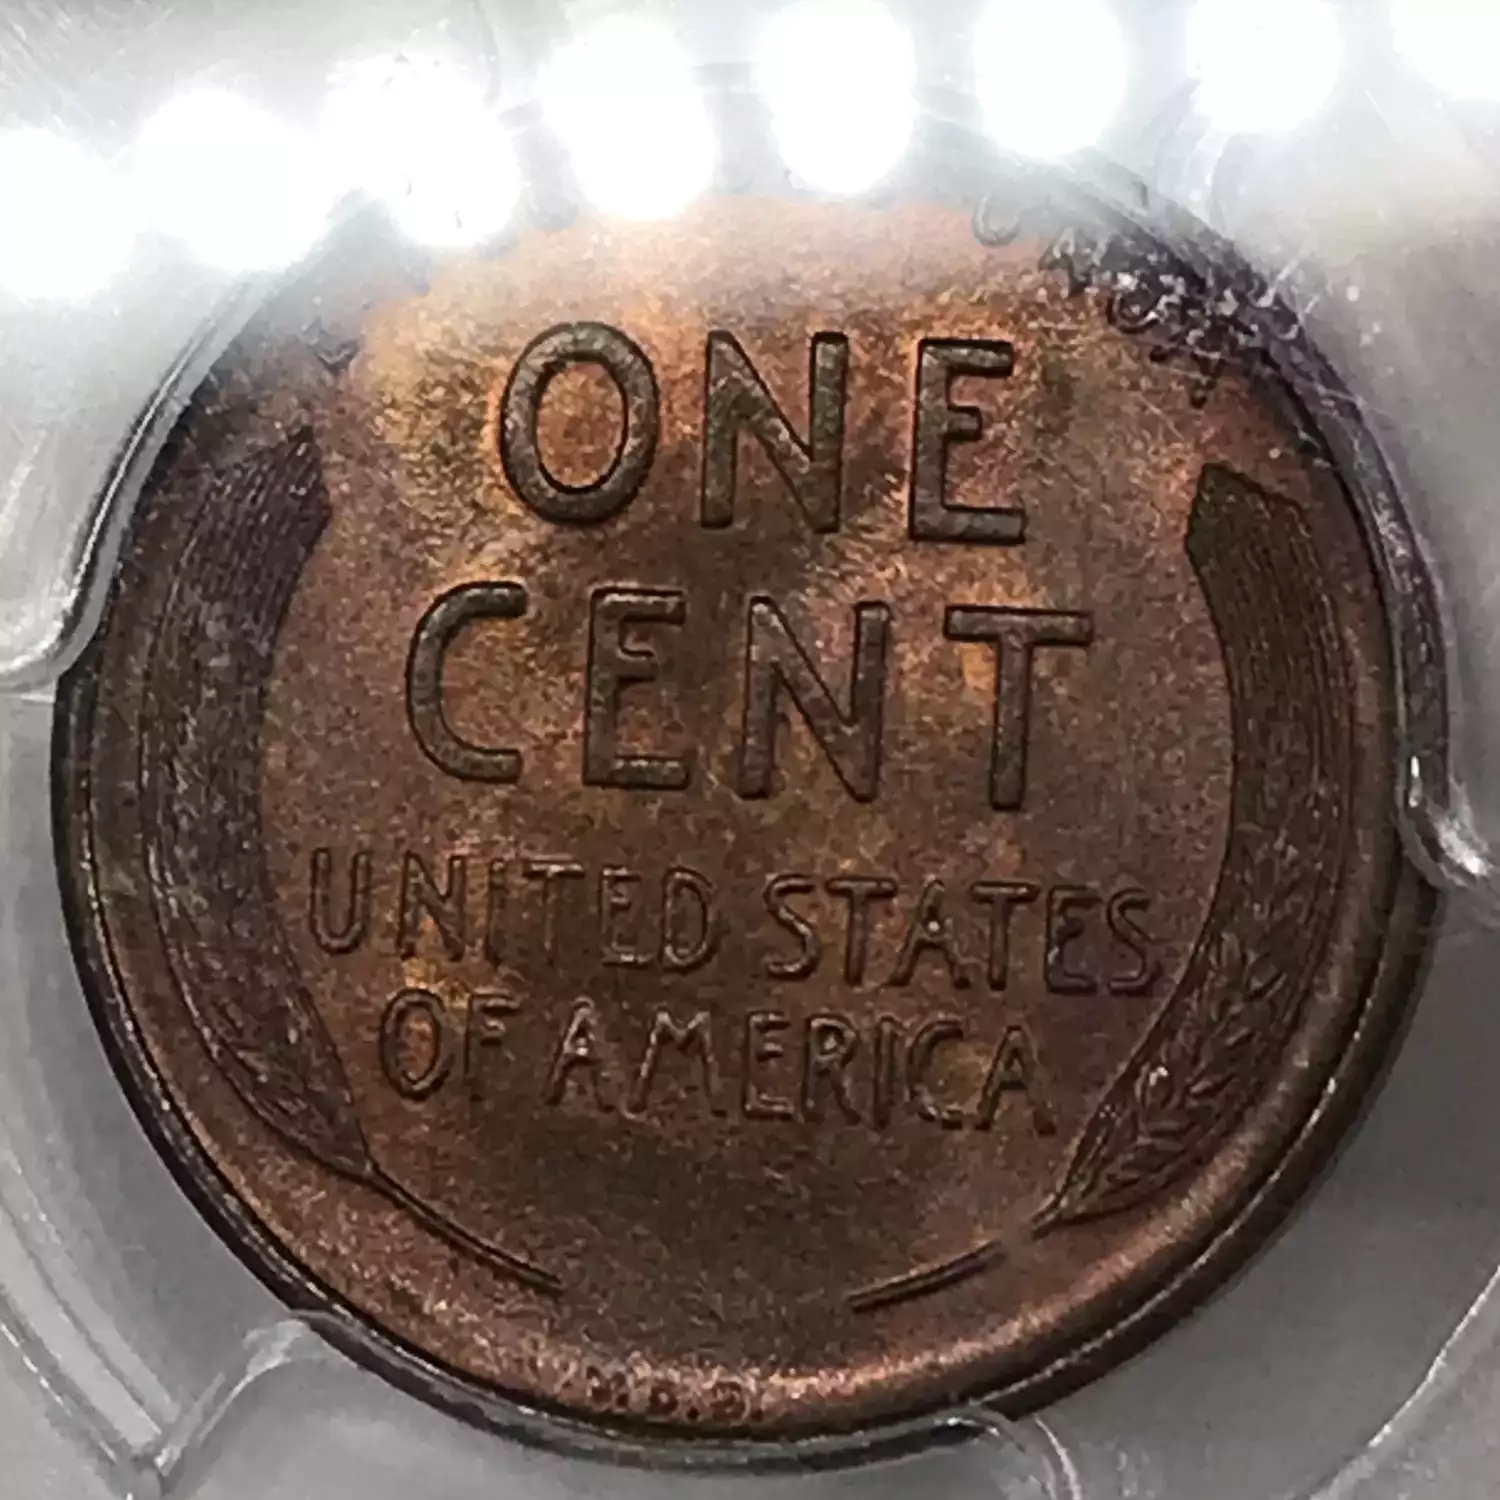 ONE
CENT
UNITED STATES
OF AMERICA
V.D.B.